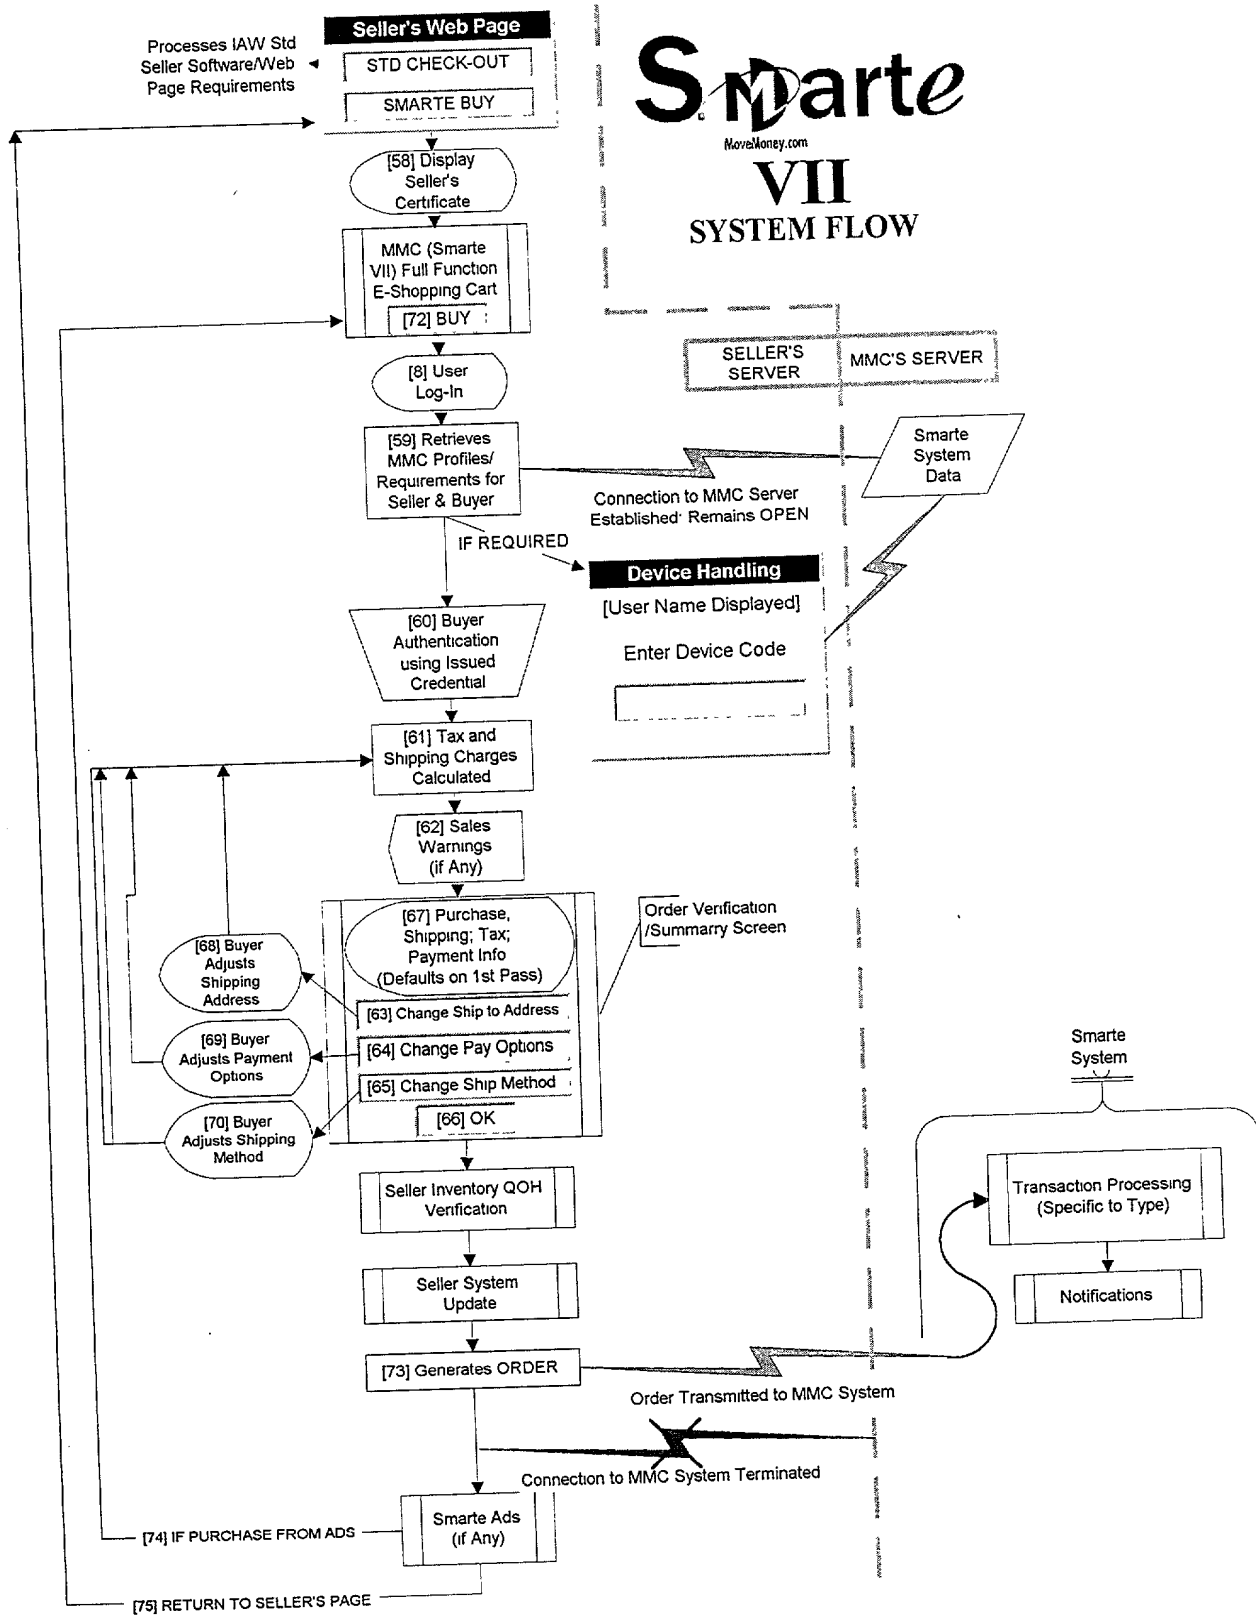 Seller's Web Page
Processes IAW Std
Seller Software/Web
Page Requirements
STD CHECK-OUT
SMARTE BUY
Smarte
MoveMoney.com
VII
SYSTEM FLOW
[58] Display
Seller's
Certificate
MMC (Smarte
VII) Full Function
E-Shopping Cart
[72] BUY
SELLER'S
SERVER
MMC'S SERVER
[8] User
Log-In
[59] Retrieves
MMC Profiles/
Requirements for
Seller & Buyer
Smarte
System
Data
Connection to MMC Server
Established: Remains OPEN
IF REQUIRED
Device Handling
[User Name Displayed]
Enter Device Code
[60] Buyer
Authentication
using Issued
Credential
[61] Tax and
Shipping Charges
Calculated
[62] Sales
Warnings
(if Any)
[67] Purchase,
Shipping; Tax;
Payment Info
(Defaults on 1st Pass)
Order Verification
/Summarry Screen
[68] Buyer
Adjusts
Shipping
Address
[63] Change Ship to Address
[69] Buyer
Adjusts Payment
Options
[64] Change Pay Options
[65] Change Ship Method
[66] OK
[70] Buyer
Adjusts Shipping
Method
Smarte
System
Seller Inventory QOH
Verification
Transaction Processing
(Specific to Type)
Seller System
Update
Notifications
[73] Generates ORDER
Order Transmitted to MMC System
Connection to MMC System Terminated
Smarte Ads
(if Any)
[74] IF PURCHASE FROM ADS
[75] RETURN TO SELLER'S PAGE